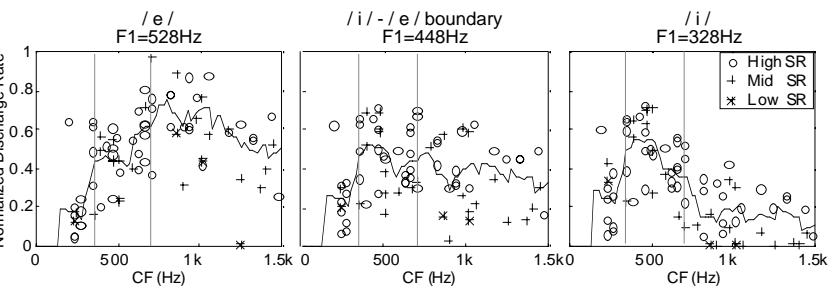 / e /
F1=528Hz
/ i / - / e / boundary
F1=448Hz
/ i /
F1=328Hz
Normalized Discharge Rate
1
0.8
0.6
0.4
0.2
0
High SR
Mid SR
Low SR
0 500 1k 1.5k
0 500 1k 1.5k
0 500 1k 1.5k
CF (Hz)
CF (Hz)
CF (Hz)